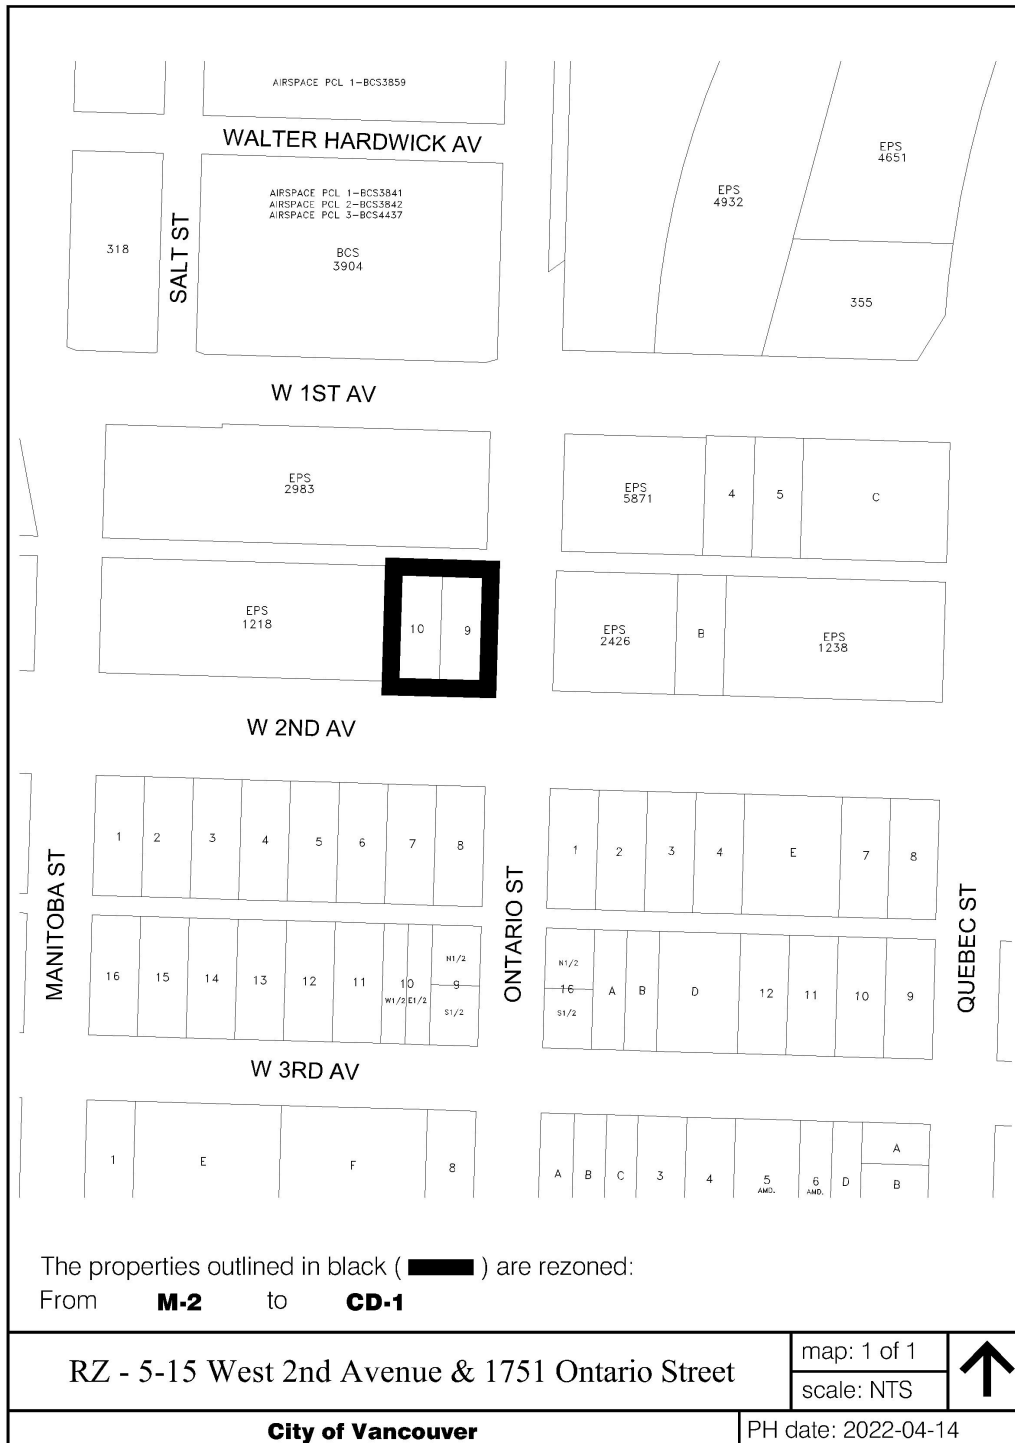 AIRSPACE PCL 1-BCS3859
WALTER HARDWICK AV
EPS
4651
AIRSPACE PCL 1-BCS3841
AIRSPACE PCL 2-BCS3842
AIRSPACE PCL 3-BCS4437
EPS
4932
318
SALT ST
BCS
3904
355
W 1ST AV
EPS
2983
EPS
5871
4
5
C
EPS
1218
10
9
EPS
2426
B
EPS
1238
W 2ND AV
MANITOBA ST
1
2
3
4
5
6
7
8
ONTARIO ST
1
2
3
4
E
7
8
QUEBEC ST
16
15
14
13
12
11
10
W1/2
E1/2
N1/2
9
S1/2
N1/2
16
S1/2
A
B
D
12
11
10
9
W 3RD AV
1
E
F
8
A
B
C
3
4
5
AMD.
6
AMD.
D
A
B
The properties outlined in black ( ) are rezoned:
From M-2 to CD-1
RZ - 5-15 West 2nd Avenue & 1751 Ontario Street
map: 1 of 1
scale: NTS
City of Vancouver
PH date: 2022-04-14